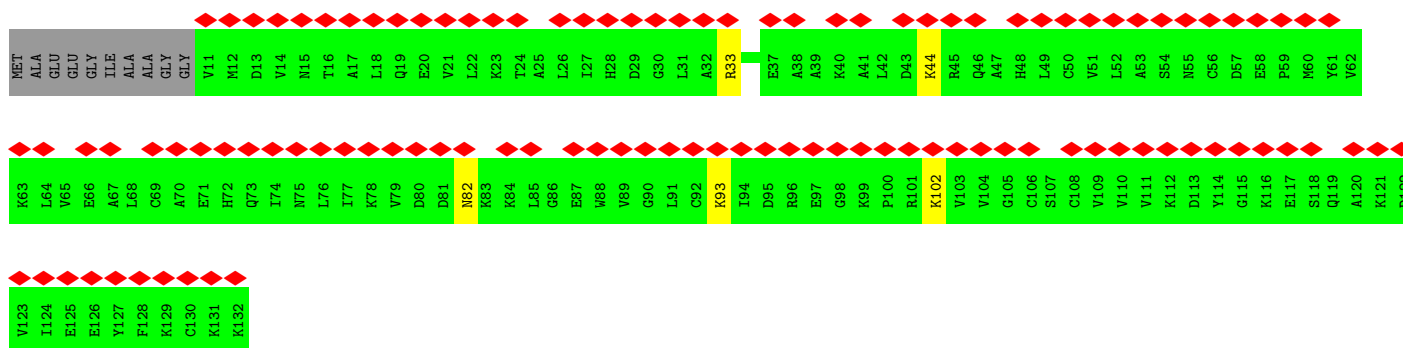 MET ALA GLU GLU GLY ILE ALA ALA GLY GLY V11 M12 D13 V14 N15 T16 A17 L18 Q19 E20 V21 L22 K23 T24 A25 L26 I27 H28 D29 G30 L31 A32 R33 E37 A38 A39 K40 A41 L42 D43 K44 R45 Q46 A47 H48 L49 C50 V51 L52 A53 S54 N55 C56 D57 E58 P59 M60 Y61 V62
K63 L64 V65 E66 A67 L68 C69 A70 E71 H72 Q73 I74 N75 L76 I77 K78 V79 D80 D81 N82 K83 K84 L85 G86 E87 W88 V89 G90 L91 C92 K93 I94 D95 R96 E97 G98 K99 P100 R101 K102 V103 V104 G105 C106 S107 C108 V109 V110 V111 K112 D113 Y114 G115 K116 E117 S118 Q119 A120 K121
V123 I124 E125 E126 Y127 F128 K129 C130 K131 K132